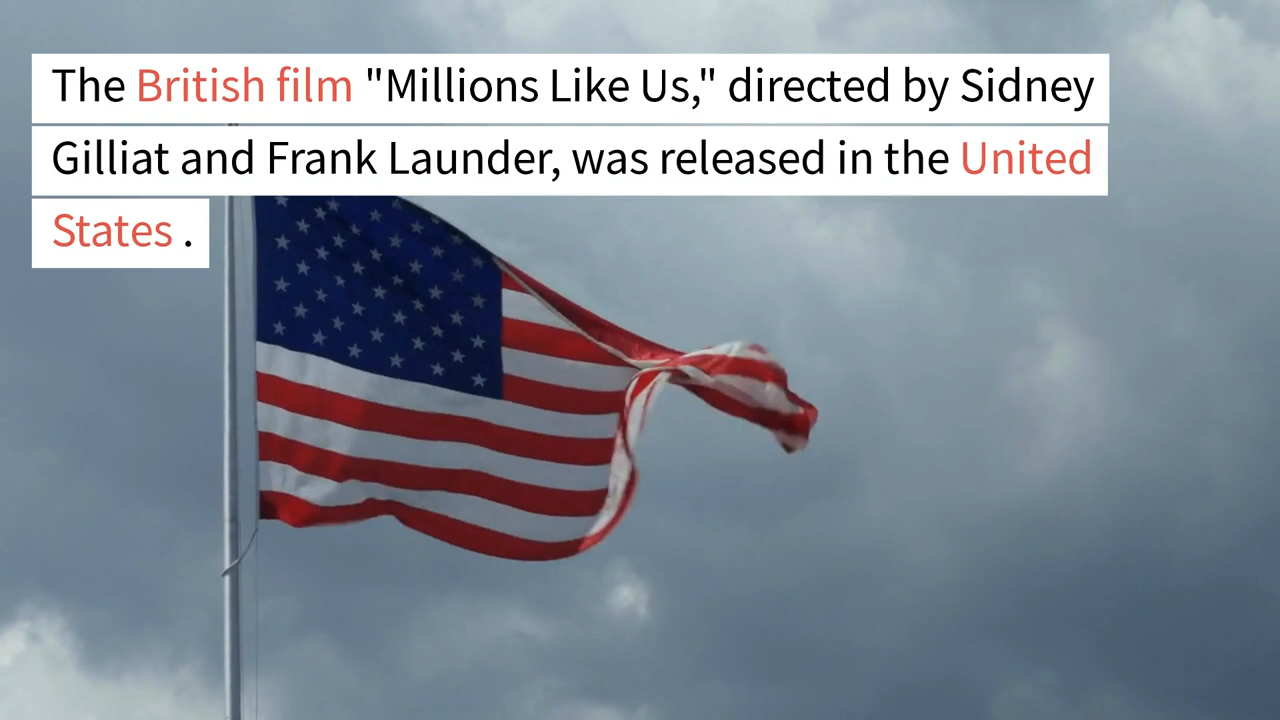 The British film "Millions Like Us," directed by Sidney
Gilliat and Frank Launder, was released in the United
States .